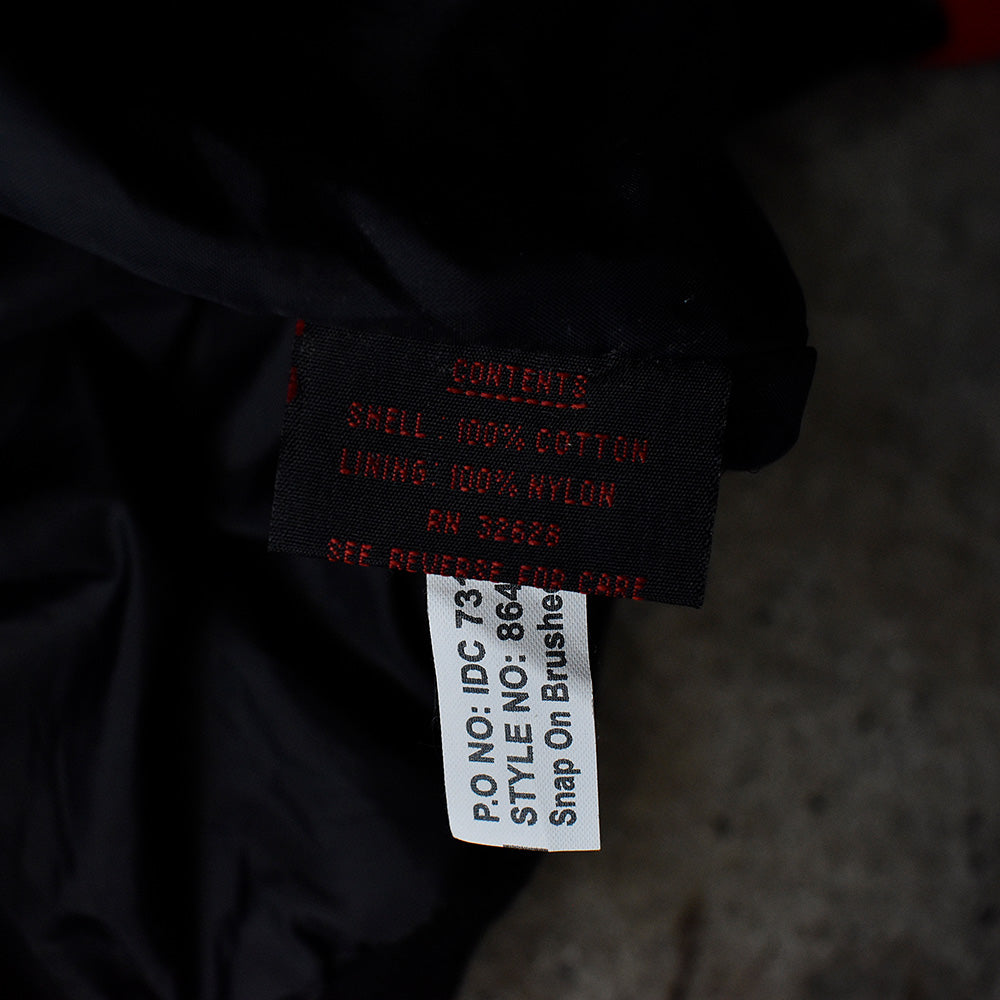 CONTENTS
SHELL : 100% COTTON
LINING: 100% NYLON
RN 32628
SEE REVERSE FOR CARE
P.O NO: IDC 73
STYLE NO: 864
Snap On Brushe